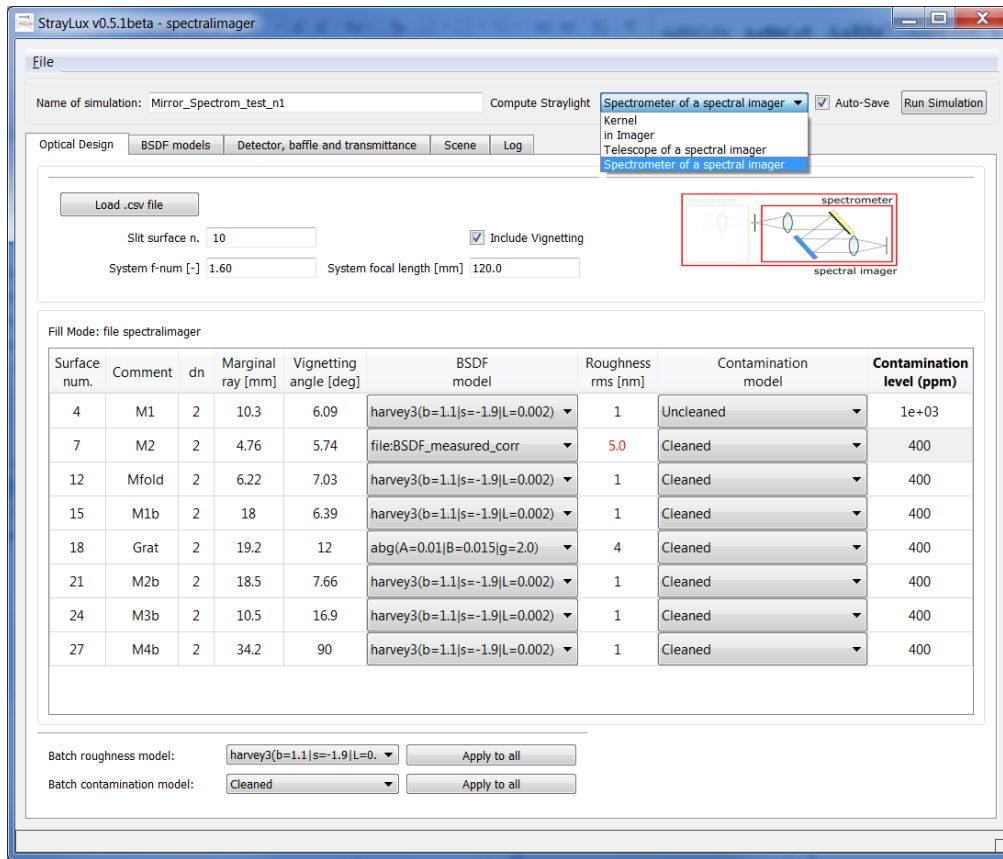 StrayLux v0.5.1beta - spectralimager
File
Name of simulation: Mirror_Spectrom_test_n1 Compute Straylight Spectrometer of a spectral imager Auto-Save Run Simulation
Kernel
in Imager
Telescope of a spectral imager
Spectrometer of a spectral imager
Optical Design BSDF models Detector, baffle and transmittance Scene Log
Load .csv file
telescope spectrometer
Slit surface n. 10 Include Vignetting
System f-num [-] 1.60 System focal length [mm] 120.0
spectral imager
Fill Mode: file spectralimager
Surface num. Comment dn Marginal ray [mm] Vignetting angle [deg] BSDF model Roughness rms [nm] Contamination model Contamination level (ppm)
4 M1 2 10.3 6.09 harvey3(b=1.1|s=-1.9|L=0.002) 1 Uncleaned 1e+03
7 M2 2 4.76 5.74 file:BSDF_measured_corr 5.0 Cleaned 400
12 Mfold 2 6.22 7.03 harvey3(b=1.1|s=-1.9|L=0.002) 1 Cleaned 400
15 M1b 2 18 6.39 harvey3(b=1.1|s=-1.9|L=0.002) 1 Cleaned 400
18 Grat 2 19.2 12 abg(A=0.01|B=0.015|g=2.0) 4 Cleaned 400
21 M2b 2 18.5 7.66 harvey3(b=1.1|s=-1.9|L=0.002) 1 Cleaned 400
24 M3b 2 10.5 16.9 harvey3(b=1.1|s=-1.9|L=0.002) 1 Cleaned 400
27 M4b 2 34.2 90 harvey3(b=1.1|s=-1.9|L=0.002) 1 Cleaned 400
Batch roughness model: harvey3(b=1.1|s=-1.9|L=0. Apply to all
Batch contamination model: Cleaned Apply to all